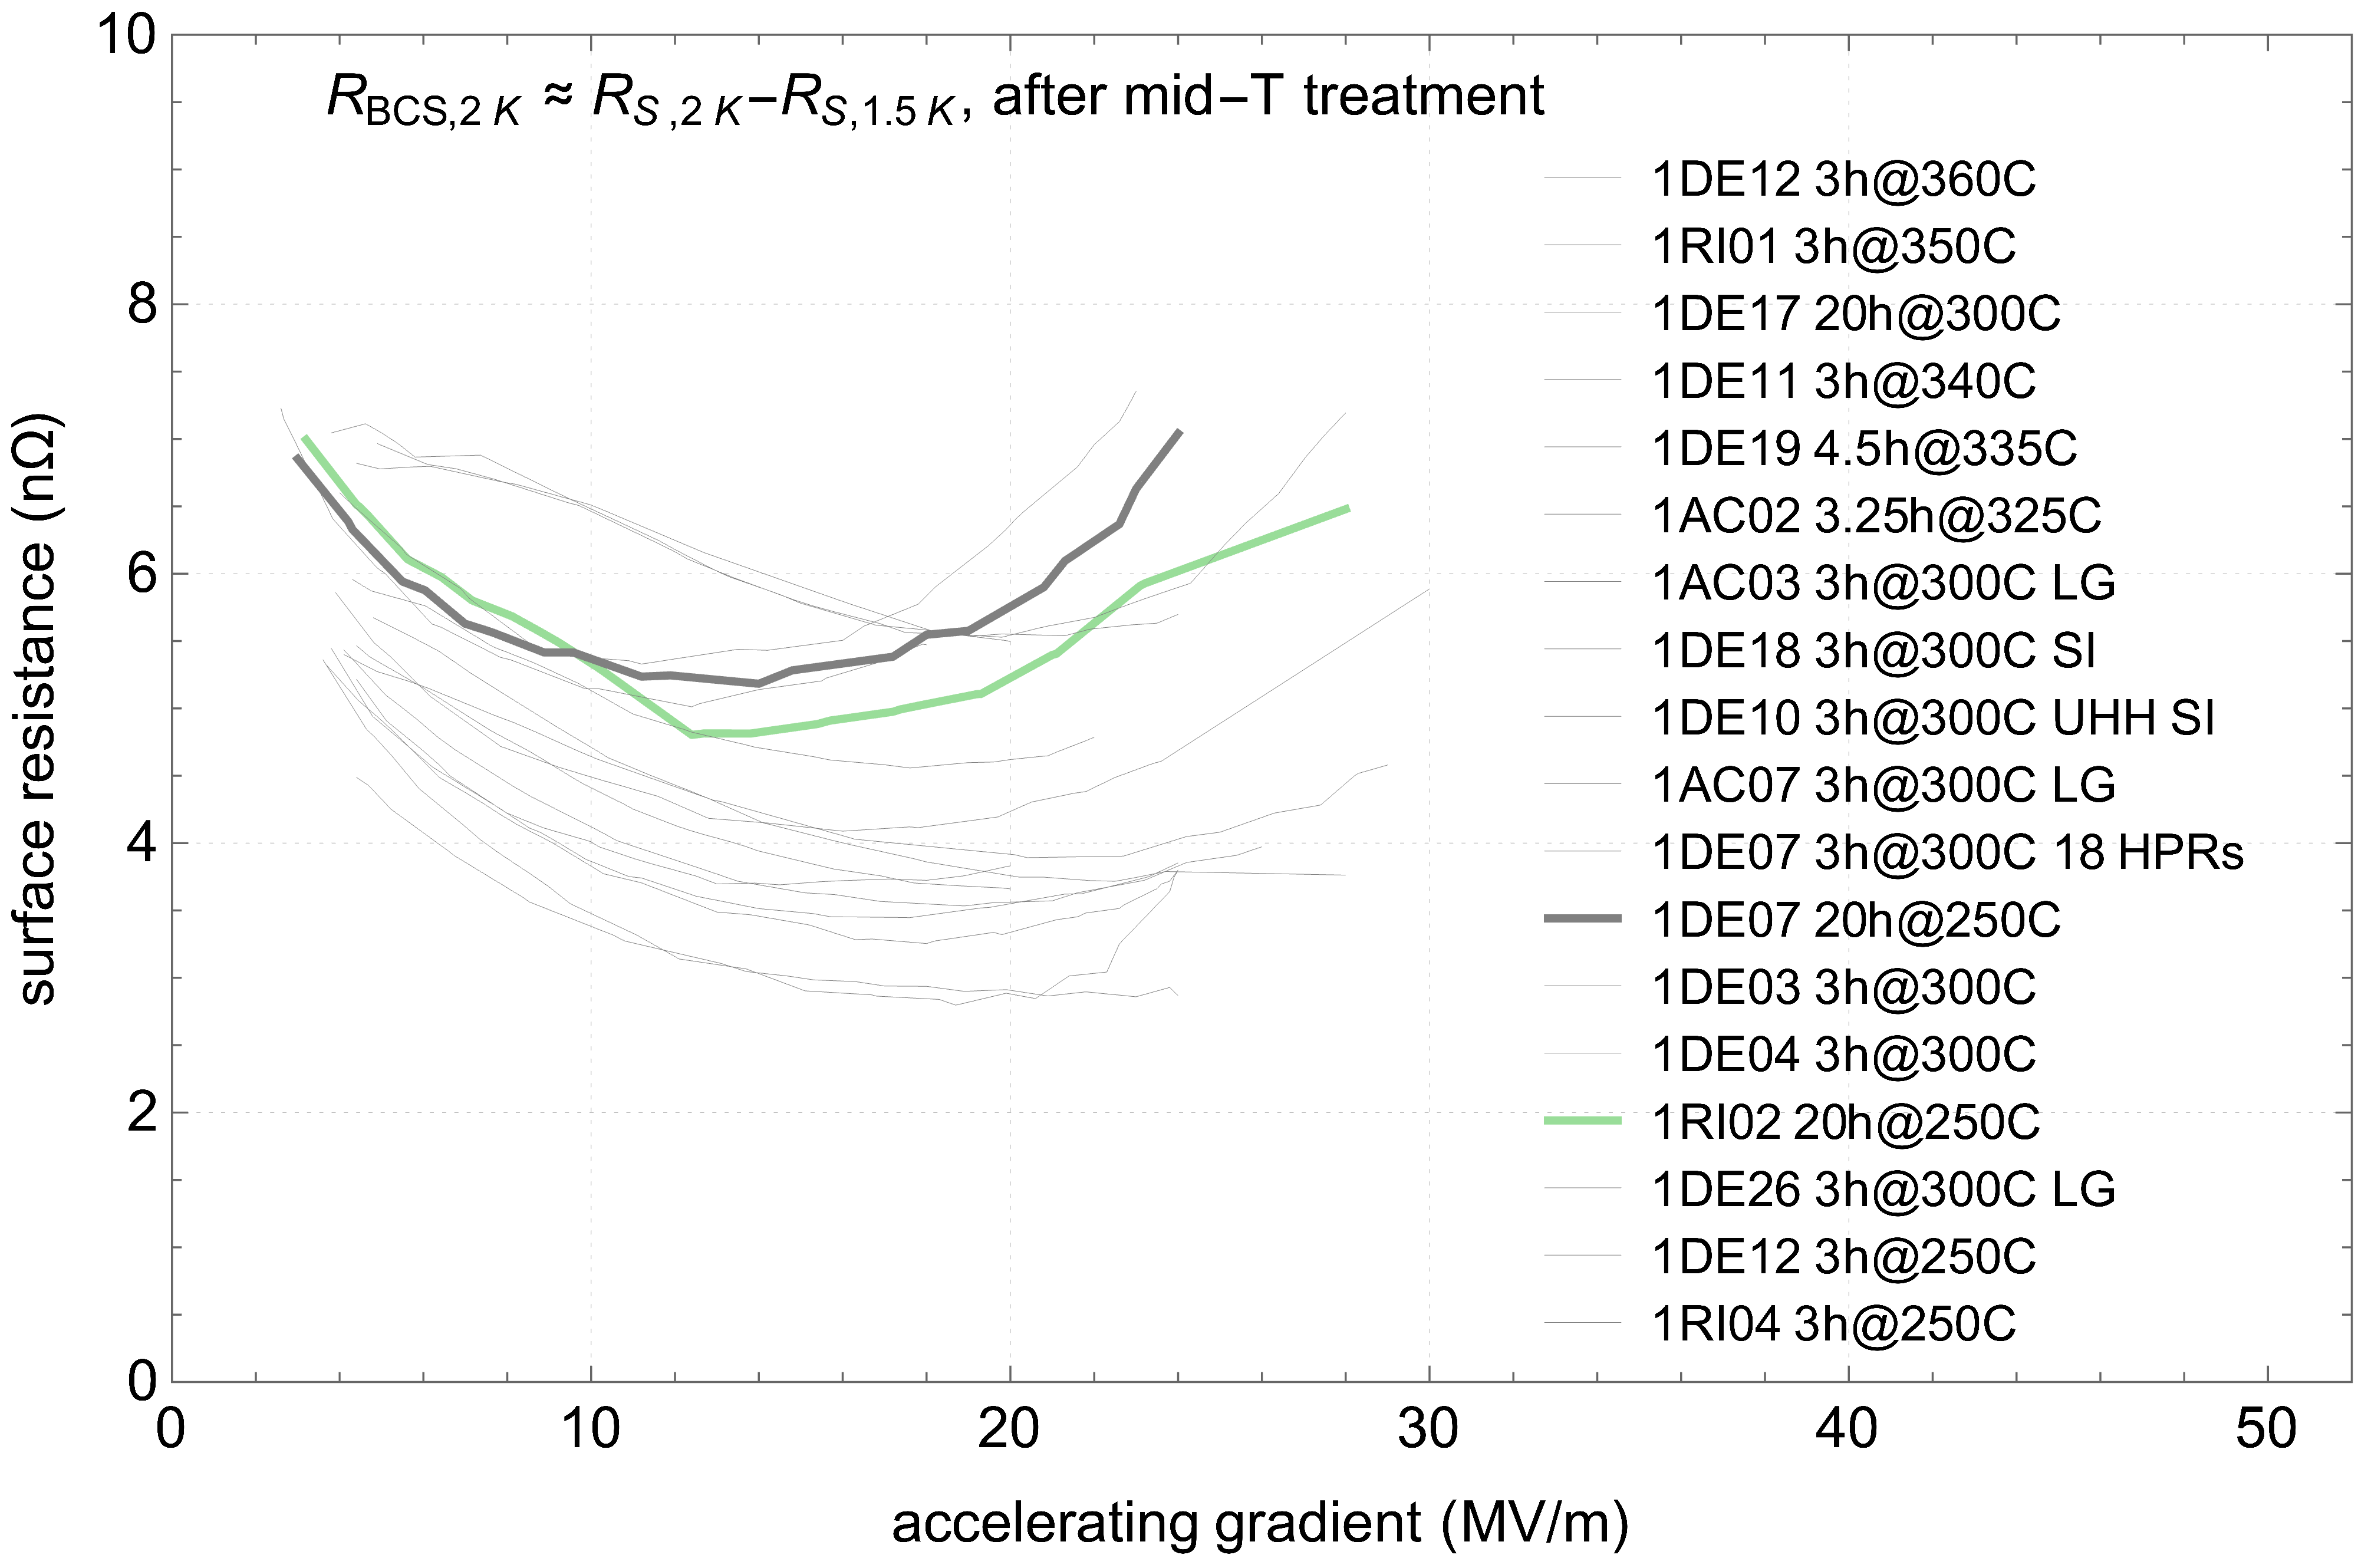 10
8
6
4
2
0
0 10 20 30 40 50
surface resistance (nΩ)
accelerating gradient (MV/m)
RBCS,2 K ≈ RS,2 K−RS,1.5 K, after mid−T treatment
1DE12 3h@360C
1RI01 3h@350C
1DE17 20h@300C
1DE11 3h@340C
1DE19 4.5h@335C
1AC02 3.25h@325C
1AC03 3h@300C LG
1DE18 3h@300C SI
1DE10 3h@300C UHH SI
1AC07 3h@300C LG
1DE07 3h@300C 18 HPRs
1DE07 20h@250C
1DE03 3h@300C
1DE04 3h@300C
1RI02 20h@250C
1DE26 3h@300C LG
1DE12 3h@250C
1RI04 3h@250C